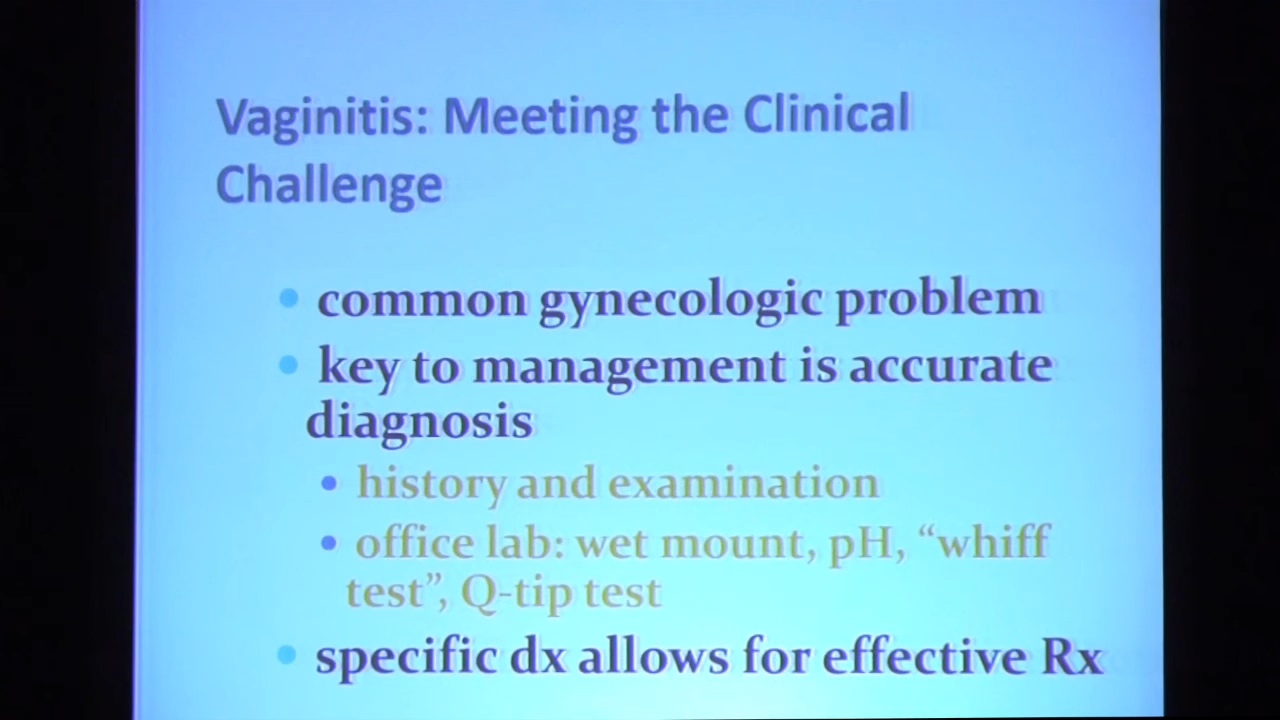 Vaginitis: Meeting the Clinical
Challenge
• common gynecologic problem
• key to management is accurate
diagnosis
• history and examination
• office lab: wet mount, pH, “whiff
test”, Q-tip test
• specific dx allows for effective Rx